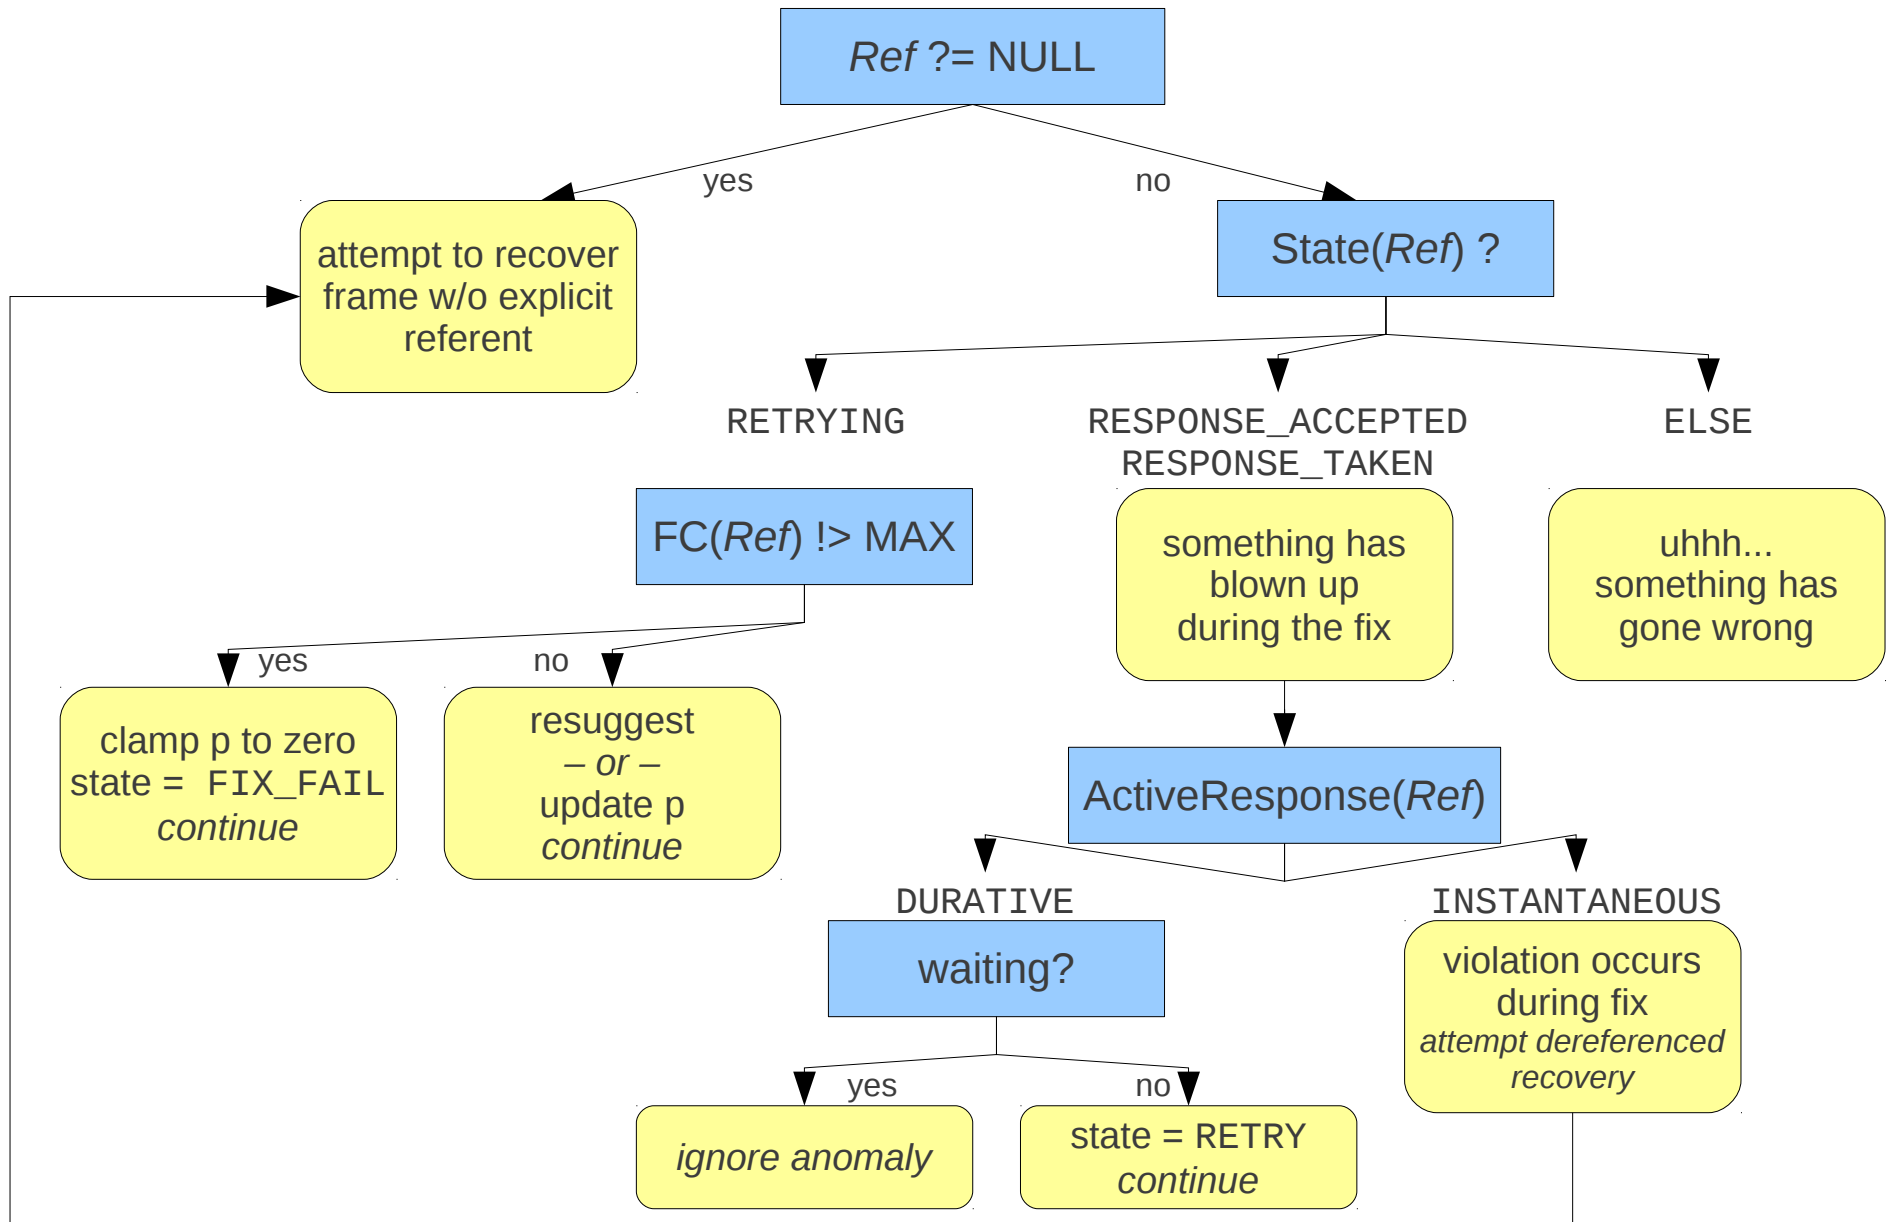 Ref ?= NULL
yes
no
attempt to recover
frame w/o explicit
referent
State(Ref) ?
RETRYING
RESPONSE_ACCEPTED
RESPONSE_TAKEN
ELSE
FC(Ref) !> MAX
something has
blown up
during the fix
uhhh...
something has
gone wrong
yes
no
clamp p to zero
state = FIX_FAIL
continue
resuggest
– or –
update p
continue
ActiveResponse(Ref)
DURATIVE
INSTANTANEOUS
waiting?
violation occurs
during fix
attempt dereferenced
recovery
yes
no
ignore anomaly
state = RETRY
continue